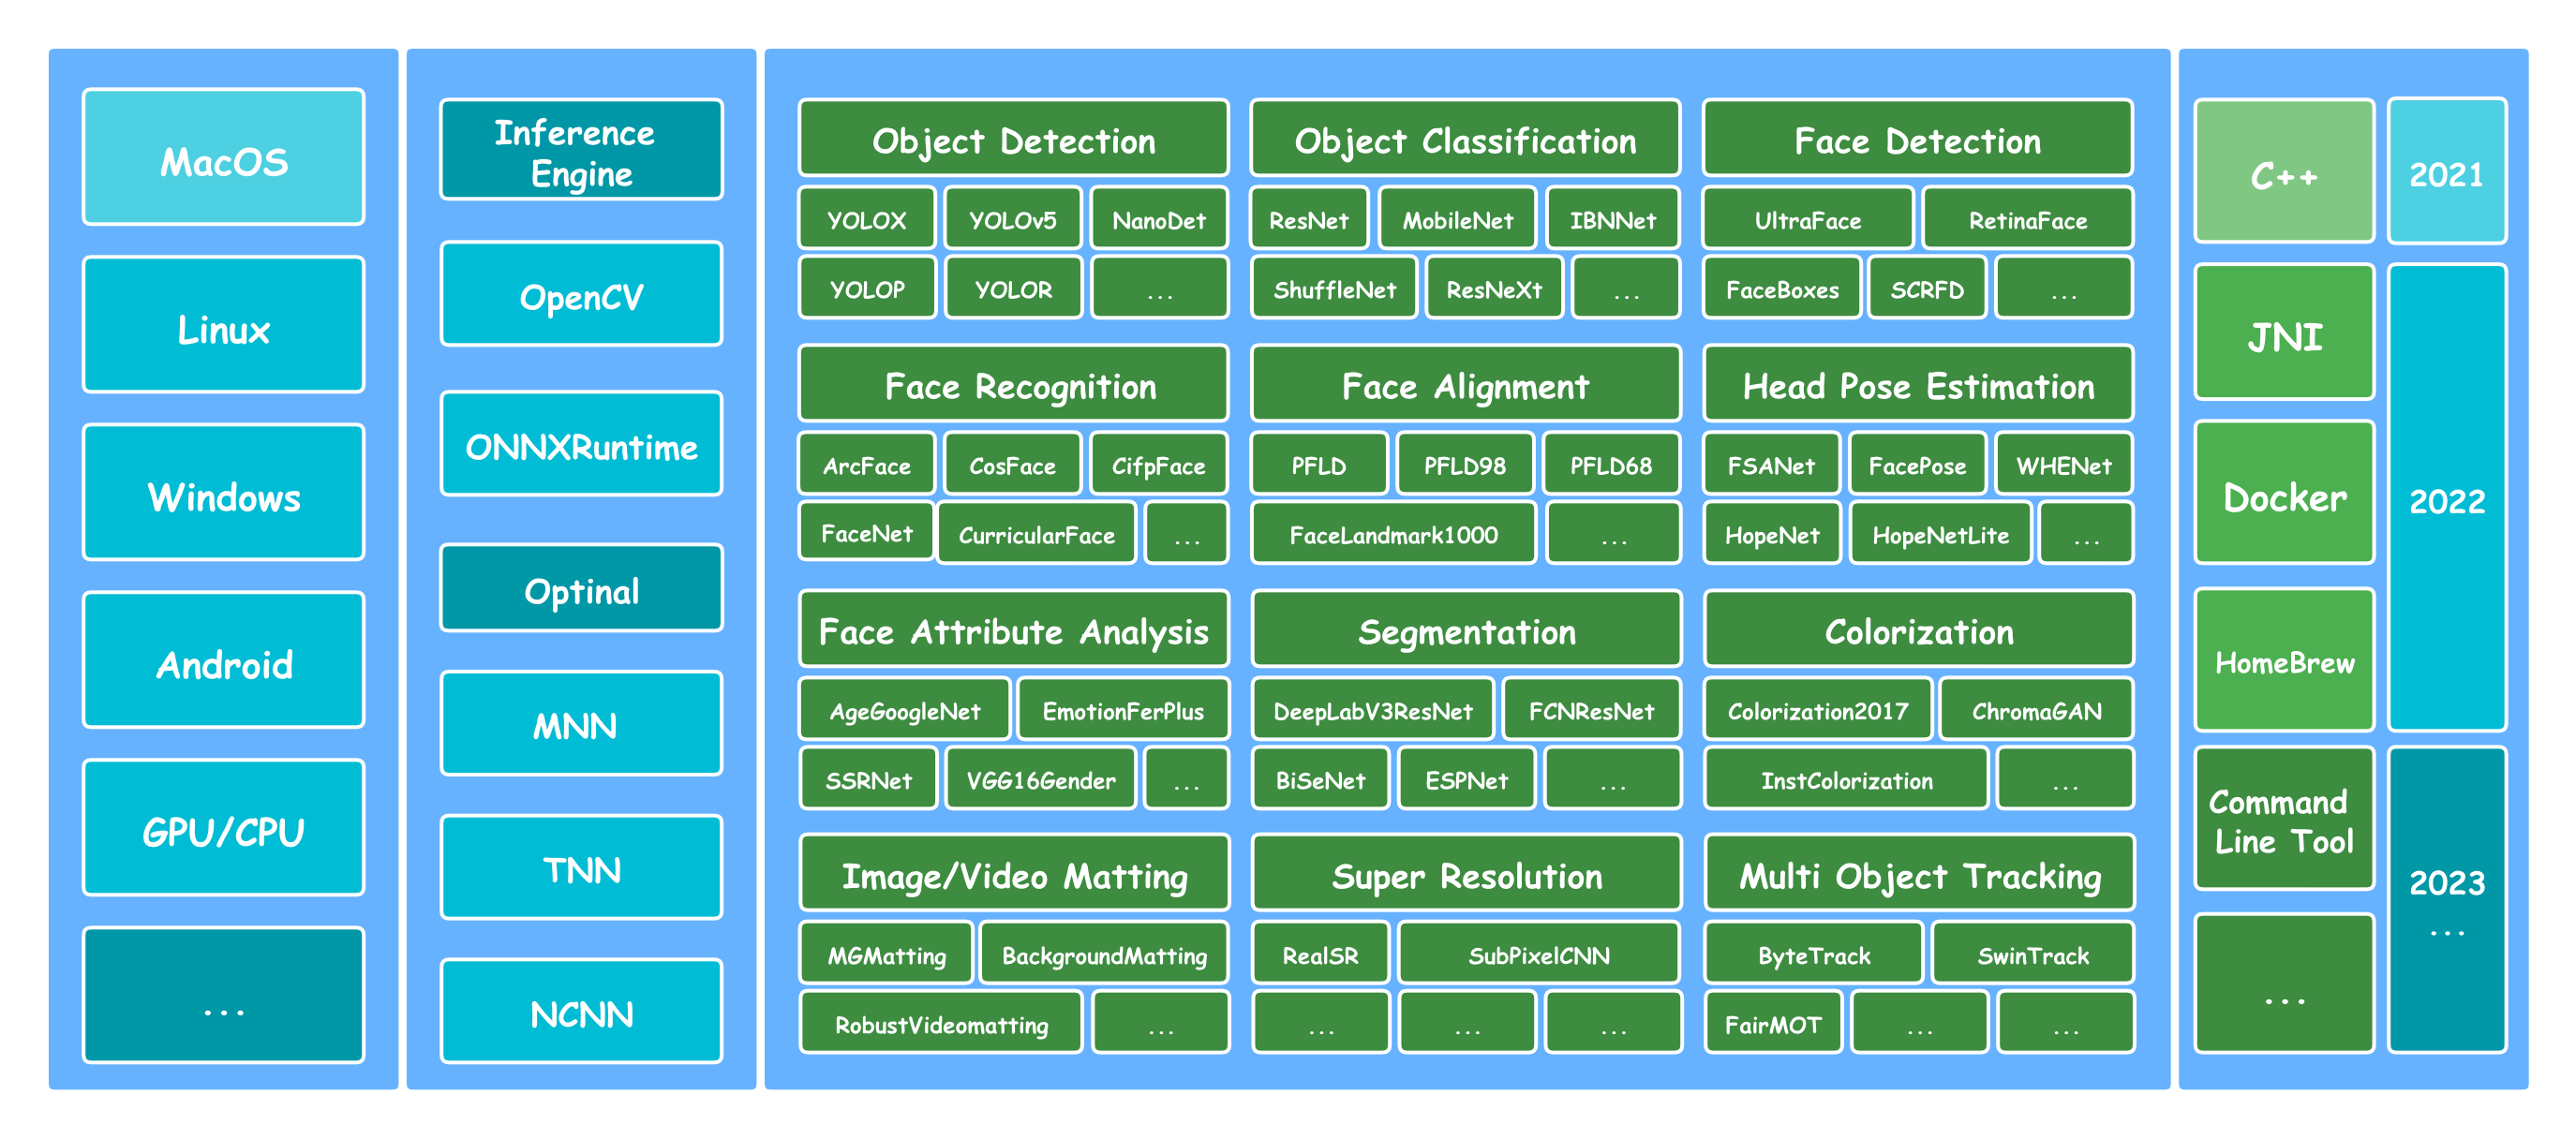 MacOS
Linux
Windows
Android
GPU/CPU
...
Inference
Engine
OpenCV
ONNXRuntime
Optinal
MNN
TNN
NCNN
Object Detection
YOLOX YOLOv5 NanoDet
YOLOP YOLOR ...
Object Classification
ResNet MobileNet IBNNet
ShuffleNet ResNeXt ...
Face Detection
UltraFace RetinaFace
FaceBoxes SCRFD ...
Face Recognition
ArcFace CosFace CifpFace
FaceNet CurricularFace ...
Face Alignment
PFLD PFLD98 PFLD68
FaceLandmark1000 ...
Head Pose Estimation
FSANet FacePose WHENet
HopeNet HopeNetLite ...
Face Attribute Analysis
AgeGoogleNet EmotionFerPlus
SSRNet VGG16Gender ...
Segmentation
DeepLabV3ResNet FCNResNet
BiSeNet ESPNet ...
Colorization
Colorization2017 ChromaGAN
InstColorization ...
Image/Video Matting
MGMatting BackgroundMatting
RobustVideomatting ...
Super Resolution
RealSR SubPixelCNN
... ... ...
Multi Object Tracking
ByteTrack SwinTrack
FairMOT ... ...
C++
JNI
Docker
HomeBrew
Command
Line Tool
...
2021
2022
2023
...